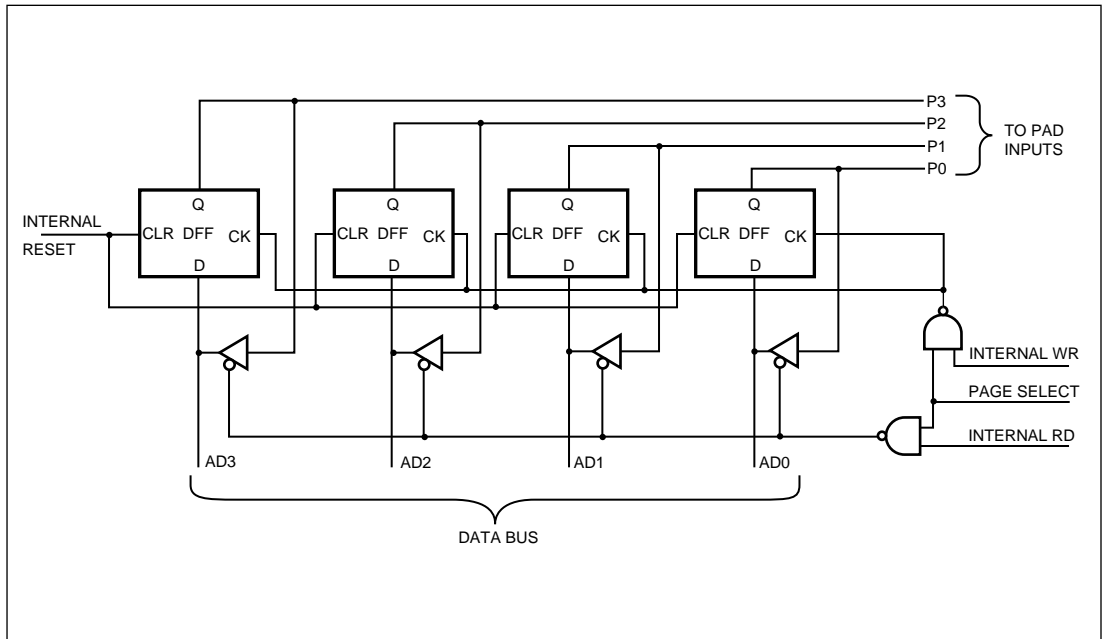 P3
P2
P1
P0
TO PAD
INPUTS
INTERNAL
RESET
Q
CLR DFF CK
D
Q
CLR DFF CK
D
Q
CLR DFF CK
D
Q
CLR DFF CK
D
INTERNAL WR
PAGE SELECT
INTERNAL RD
AD3
AD2
AD1
AD0
DATA BUS